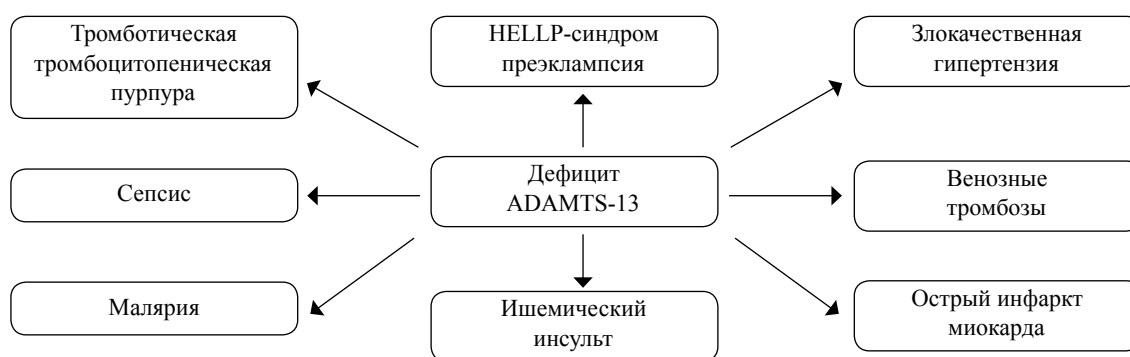 Тромботическая
тромбоцитопеническая
пурпура
HELLP-синдром
преэклампсия
Злокачественная
гипертензия
Сепсис
Дефицит
ADAMTS-13
Венозные
тромбозы
Малярия
Ишемический
инсульт
Острый инфаркт
миокарда